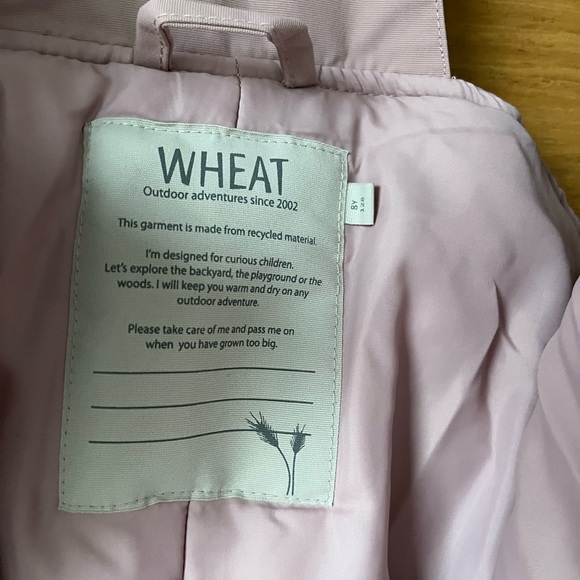 WHEAT
Outdoor adventures since 2002
This garment is made from recycled material.
I'm designed for curious children.
Let's explore the backyard, the playground or the
woods. I will keep you warm and dry on any
outdoor adventure.
Please take care of me and pass me on
when you have grown too big.
8Y
128